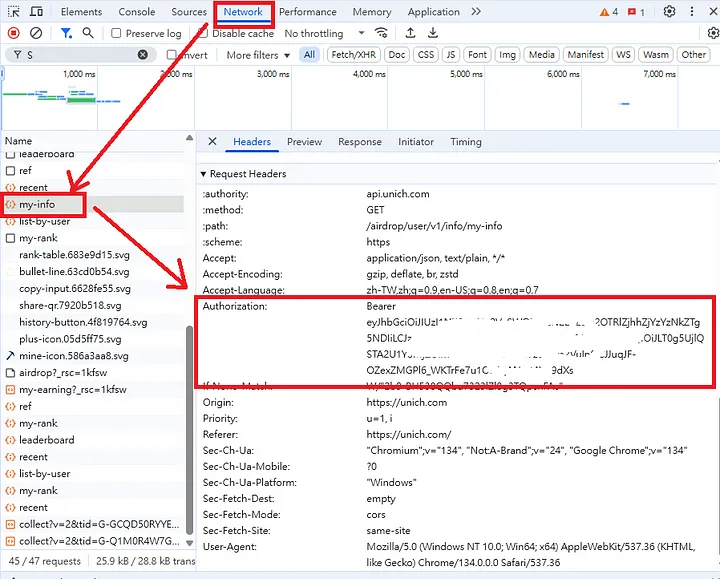 Elements Console Sources Network Performance Memory Application 4 1
Preserve log Disable cache No throttling
S Invert More filters All Fetch/XHR Doc CSS JS Font Img Media Manifest WS Wasm Other
1,000 ms 2,000 ms 3,000 ms 4,000 ms 5,000 ms 6,000 ms 7,000 ms
Name
leaderboard
ref
recent
my-info
list-by-user
my-rank
rank-table.683e9d15.svg
bullet-line.63cd0b54.svg
copy-input.6628fe55.svg
share-qr.7920b518.svg
history-button.4f819764.svg
plus-icon.05d5ff75.svg
mine-icon.586a3aa8.svg
airdrop?_rsc=1kfsw
my-earning?_rsc=1kfsw
ref
my-rank
leaderboard
recent
list-by-user
my-rank
recent
collect?v=2&tid=G-GCQD50RYYE...
collect?v=2&tid=G-Q1M0R4W7G...
45 / 47 requests 25.9 kB / 28.8 kB trans
Headers Preview Response Initiator Timing
Request Headers
:authority: api.unich.com
:method: GET
:path: /airdrop/user/v1/info/my-info
:scheme: https
Accept: application/json, text/plain, */*
Accept-Encoding: gzip, deflate, br, zstd
Accept-Language: zh-TW,zh;q=0.9,en-US;q=0.8,en;q=0.7
Authorization: Bearer
If-None-Match:
Origin: https://unich.com
Priority: u=1, i
Referer: https://unich.com/
Sec-Ch-Ua: "Chromium";v="134", "Not:A-Brand";v="24", "Google Chrome";v="134"
Sec-Ch-Ua-Mobile: ?0
Sec-Ch-Ua-Platform: "Windows"
Sec-Fetch-Dest: empty
Sec-Fetch-Mode: cors
Sec-Fetch-Site: same-site
User-Agent: Mozilla/5.0 (Windows NT 10.0; Win64; x64) AppleWebKit/537.36 (KHTML,
like Gecko) Chrome/134.0.0.0 Safari/537.36